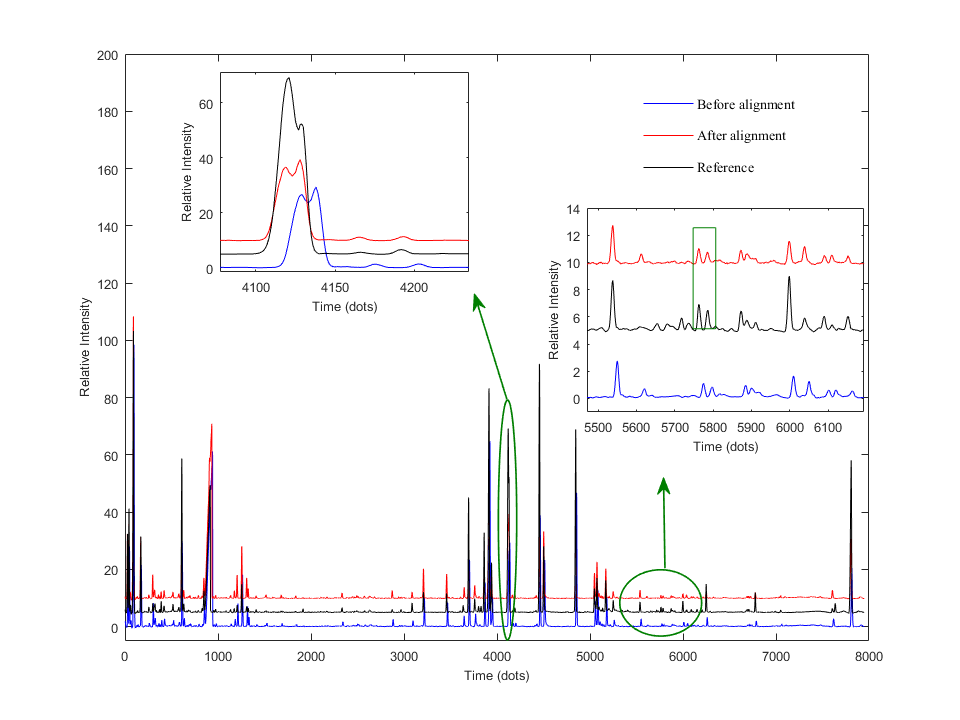 200
180
160
140
120
100
80
60
40
20
0
Relative Intensity
0 1000 2000 3000 4000 5000 6000 7000 8000
Time (dots)
60
40
20
0
Relative Intensity
4100 4150 4200
Time (dots)
Before alignment
After alignment
Reference
14
12
10
8
6
4
2
0
Relative Intensity
5500 5600 5700 5800 5900 6000 6100
Time (dots)